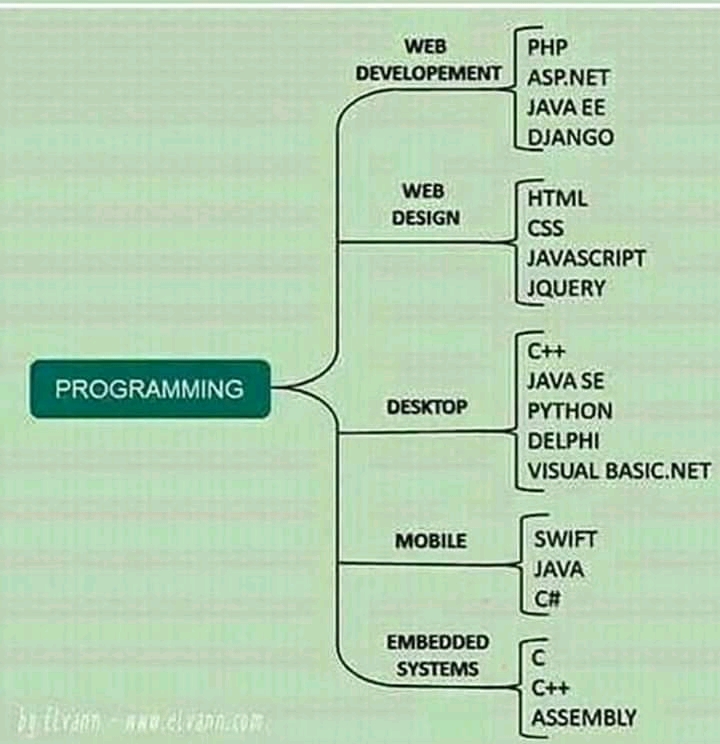 PROGRAMMING
WEB
DEVELOPEMENT
PHP
ASP.NET
JAVA EE
DJANGO
WEB
DESIGN
HTML
CSS
JAVASCRIPT
JQUERY
DESKTOP
C++
JAVA SE
PYTHON
DELPHI
VISUAL BASIC.NET
MOBILE
SWIFT
JAVA
C#
EMBEDDED
SYSTEMS
C
C++
ASSEMBLY
by Elvann - www.elvann.com